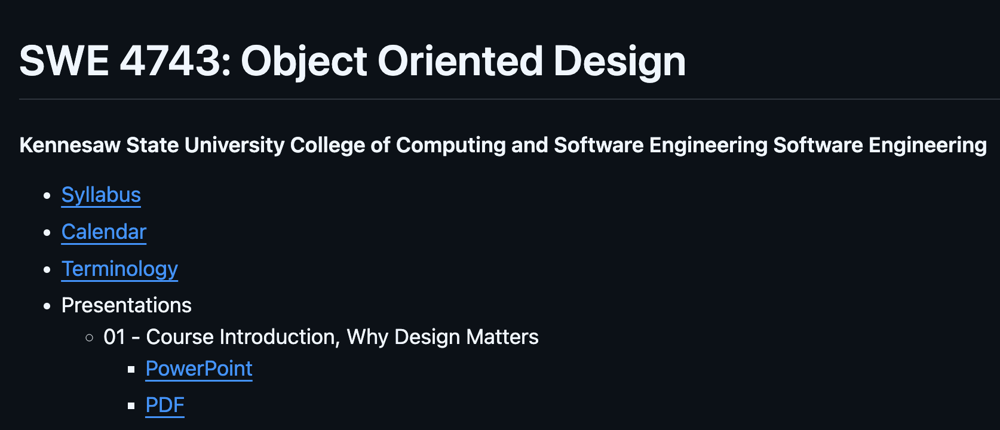 SWE 4743: Object Oriented Design
Kennesaw State University College of Computing and Software Engineering Software Engineering
Syllabus
Calendar
Terminology
Presentations
01 - Course Introduction, Why Design Matters
PowerPoint
PDF